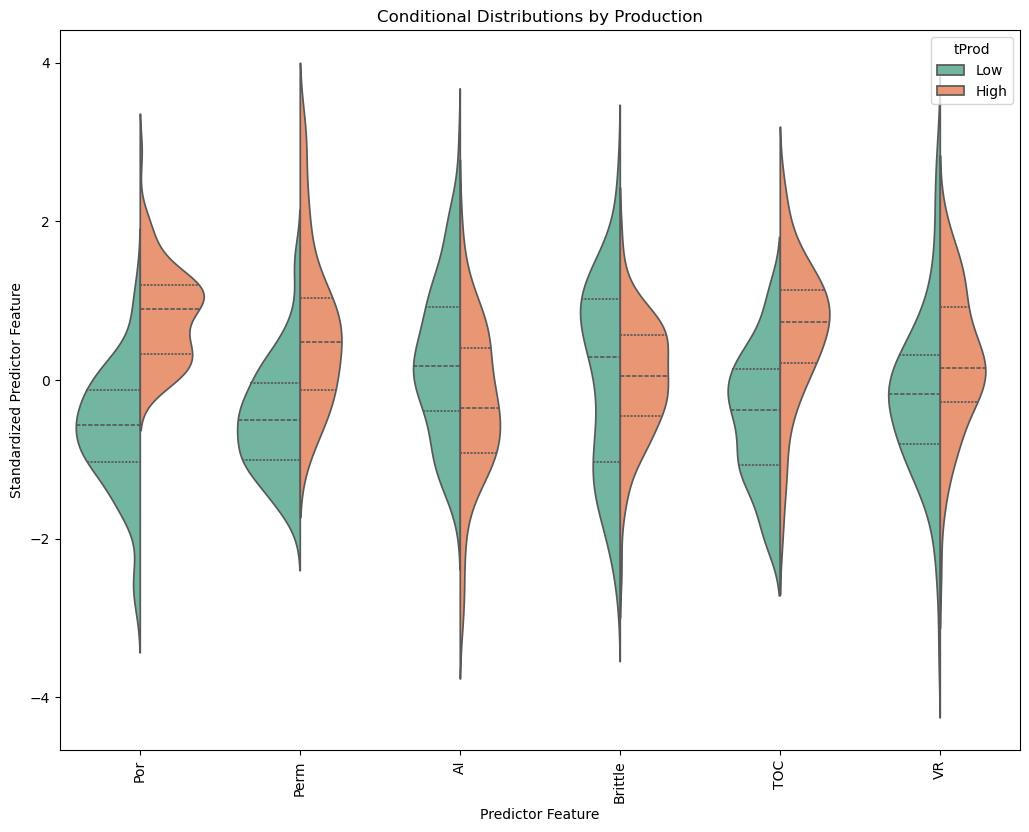 Conditional Distributions by Production
tProd
Low
High
Standardized Predictor Feature
4
2
0
−2
−4
Por
Perm
AI
Brittle
TOC
VR
Predictor Feature